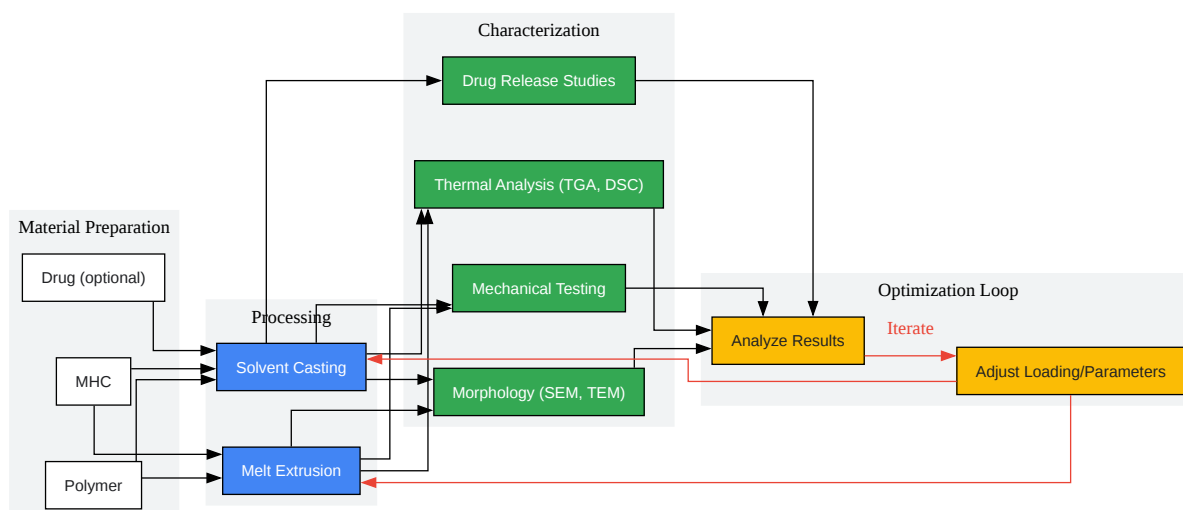 Characterization
Drug Release Studies
Thermal Analysis (TGA, DSC)
Material Preparation
Drug (optional)
Mechanical Testing
Optimization Loop
Processing
Iterate
Analyze Results
Solvent Casting
Adjust Loading/Parameters
MHC
Morphology (SEM, TEM)
Melt Extrusion
Polymer